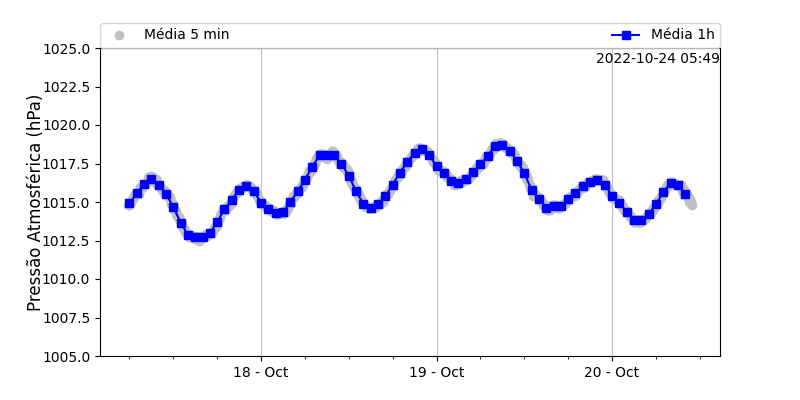 Média 5 min
Média 1h
2022-10-24 05:49
Pressão Atmosférica (hPa)
1025.0
1022.5
1020.0
1017.5
1015.0
1012.5
1010.0
1007.5
1005.0
18 - Oct
19 - Oct
20 - Oct